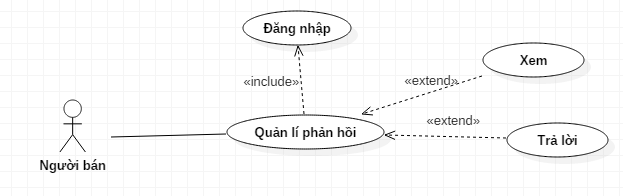 Đăng nhập
«include»
«extend»
Xem
«extend»
Quản lí phản hồi
Trả lời
Người bán